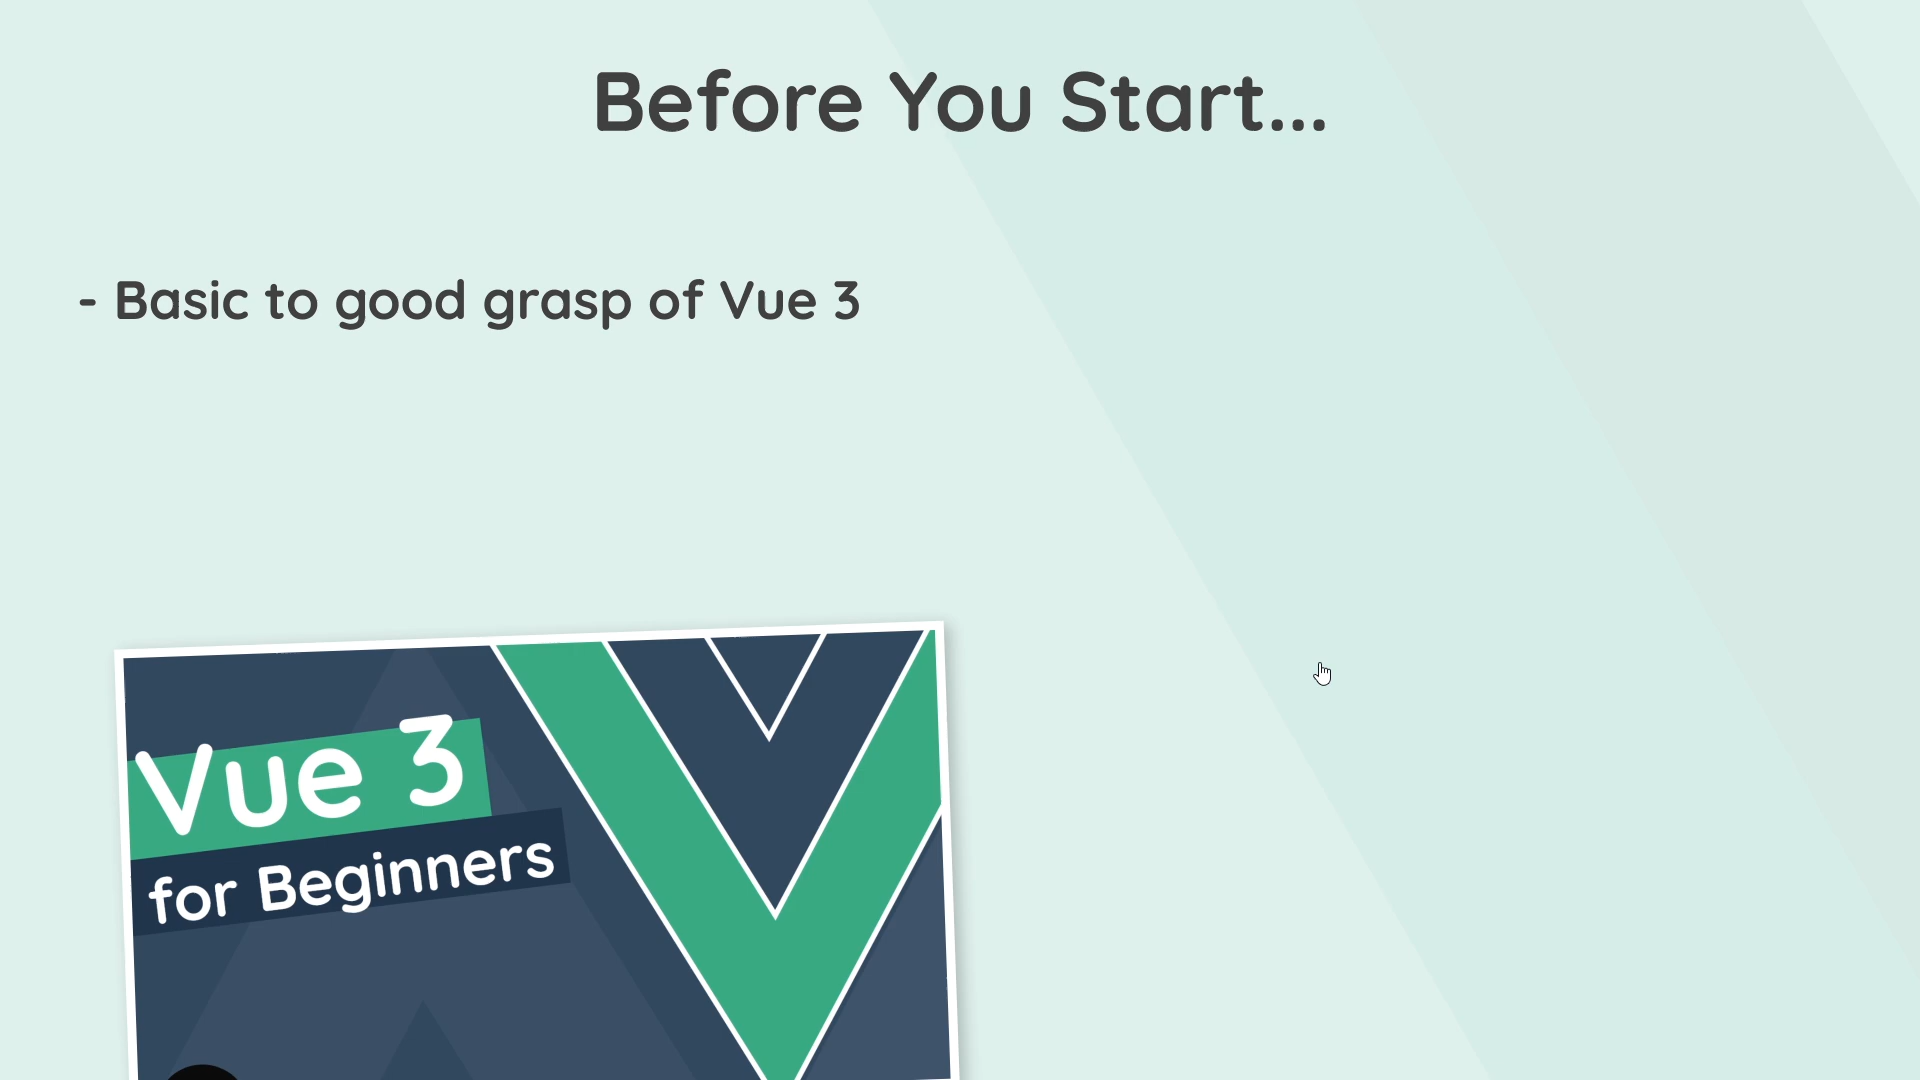 Before You Start...
- Basic to good grasp of Vue 3
Vue 3
for Beginners